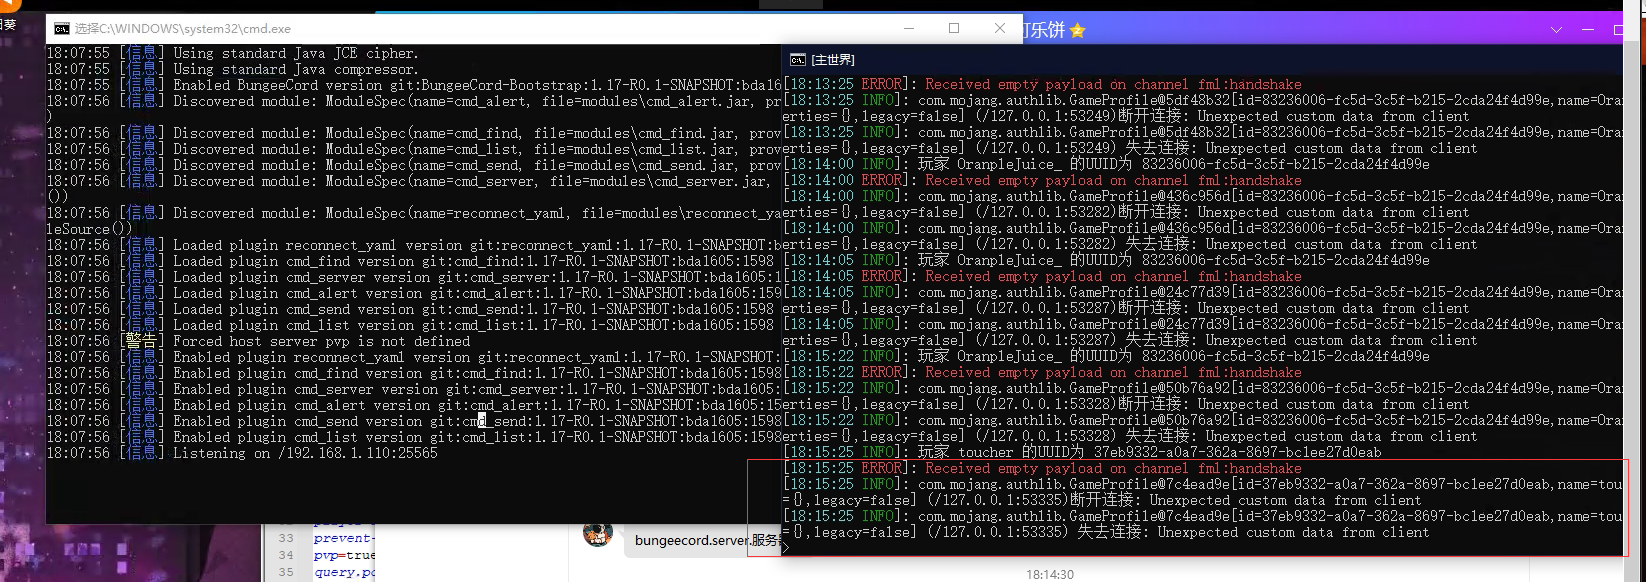 选择C:\WINDOWS\system32\cmd.exe
18:07:55 [信息] Using standard Java JCE cipher.
18:07:55 [信息] Using standard Java compressor.
18:07:55 [信息] Enabled BungeeCord version git:BungeeCord-Bootstrap:1.17-R0.1-SNAPSHOT:bda16
18:07:56 [信息] Discovered module: ModuleSpec(name=cmd_alert, file=modules\cmd_alert.jar, pr
)
18:07:56 [信息] Discovered module: ModuleSpec(name=cmd_find, file=modules\cmd_find.jar, prov
18:07:56 [信息] Discovered module: ModuleSpec(name=cmd_list, file=modules\cmd_list.jar, prov
18:07:56 [信息] Discovered module: ModuleSpec(name=cmd_send, file=modules\cmd_send.jar, prov
18:07:56 [信息] Discovered module: ModuleSpec(name=cmd_server, file=modules\cmd_server.jar,
())
18:07:56 [信息] Discovered module: ModuleSpec(name=reconnect_yaml, file=modules\reconnect_ya
leSource())
18:07:56 [信息] Loaded plugin reconnect_yaml version git:reconnect_yaml:1.17-R0.1-SNAPSHOT:b
18:07:56 [信息] Loaded plugin cmd_find version git:cmd_find:1.17-R0.1-SNAPSHOT:bda1605:1598
18:07:56 [信息] Loaded plugin cmd_server version git:cmd_server:1.17-R0.1-SNAPSHOT:bda1605:1
18:07:56 [信息] Loaded plugin cmd_alert version git:cmd_alert:1.17-R0.1-SNAPSHOT:bda1605:159
18:07:56 [信息] Loaded plugin cmd_send version git:cmd_send:1.17-R0.1-SNAPSHOT:bda1605:1598
18:07:56 [信息] Loaded plugin cmd_list version git:cmd_list:1.17-R0.1-SNAPSHOT:bda1605:1598
18:07:56 [警告] Forced host server pvp is not defined
18:07:56 [信息] Enabled plugin reconnect_yaml version git:reconnect_yaml:1.17-R0.1-SNAPSHOT:
18:07:56 [信息] Enabled plugin cmd_find version git:cmd_find:1.17-R0.1-SNAPSHOT:bda1605:1598
18:07:56 [信息] Enabled plugin cmd_server version git:cmd_server:1.17-R0.1-SNAPSHOT:bda1605:
18:07:56 [信息] Enabled plugin cmd_alert version git:cmd_alert:1.17-R0.1-SNAPSHOT:bda1605:15
18:07:56 [信息] Enabled plugin cmd_send version git:cmd_send:1.17-R0.1-SNAPSHOT:bda1605:1598
18:07:56 [信息] Enabled plugin cmd_list version git:cmd_list:1.17-R0.1-SNAPSHOT:bda1605:1598
18:07:56 [信息] Listening on /192.168.1.110:25565
乐饼
[主世界]
[18:13:25 ERROR]: Received empty payload on channel fml:handshake
[18:13:25 INFO]: com.mojang.authlib.GameProfile@5df48b32[id=83236006-fc5d-3c5f-b215-2cda24f4d99e,name=Ora
erties={},legacy=false] (/127.0.0.1:53249)断开连接: Unexpected custom data from client
[18:13:25 INFO]: com.mojang.authlib.GameProfile@5df48b32[id=83236006-fc5d-3c5f-b215-2cda24f4d99e,name=Ora
erties={},legacy=false] (/127.0.0.1:53249) 失去连接: Unexpected custom data from client
[18:14:00 INFO]: 玩家 OranpleJuice_ 的UUID为 83236006-fc5d-3c5f-b215-2cda24f4d99e
[18:14:00 ERROR]: Received empty payload on channel fml:handshake
[18:14:00 INFO]: com.mojang.authlib.GameProfile@436c956d[id=83236006-fc5d-3c5f-b215-2cda24f4d99e,name=Ora
erties={},legacy=false] (/127.0.0.1:53282)断开连接: Unexpected custom data from client
[18:14:00 INFO]: com.mojang.authlib.GameProfile@436c956d[id=83236006-fc5d-3c5f-b215-2cda24f4d99e,name=Ora
erties={},legacy=false] (/127.0.0.1:53282) 失去连接: Unexpected custom data from client
[18:14:05 INFO]: 玩家 OranpleJuice_ 的UUID为 83236006-fc5d-3c5f-b215-2cda24f4d99e
[18:14:05 ERROR]: Received empty payload on channel fml:handshake
[18:14:05 INFO]: com.mojang.authlib.GameProfile@24c77d39[id=83236006-fc5d-3c5f-b215-2cda24f4d99e,name=Ora
erties={},legacy=false] (/127.0.0.1:53287)断开连接: Unexpected custom data from client
[18:14:05 INFO]: com.mojang.authlib.GameProfile@24c77d39[id=83236006-fc5d-3c5f-b215-2cda24f4d99e,name=Ora
erties={},legacy=false] (/127.0.0.1:53287) 失去连接: Unexpected custom data from client
[18:15:22 INFO]: 玩家 OranpleJuice_ 的UUID为 83236006-fc5d-3c5f-b215-2cda24f4d99e
[18:15:22 ERROR]: Received empty payload on channel fml:handshake
[18:15:22 INFO]: com.mojang.authlib.GameProfile@50b76a92[id=83236006-fc5d-3c5f-b215-2cda24f4d99e,name=Ora
erties={},legacy=false] (/127.0.0.1:53328)断开连接: Unexpected custom data from client
[18:15:22 INFO]: com.mojang.authlib.GameProfile@50b76a92[id=83236006-fc5d-3c5f-b215-2cda24f4d99e,name=Ora
erties={},legacy=false] (/127.0.0.1:53328) 失去连接: Unexpected custom data from client
[18:15:25 INFO]: 玩家 toucher 的UUID为 37eb9332-a0a7-362a-8697-bc1ee27d0eab
[18:15:25 ERROR]: Received empty payload on channel fml:handshake
[18:15:25 INFO]: com.mojang.authlib.GameProfile@7c4ead9e[id=37eb9332-a0a7-362a-8697-bc1ee27d0eab,name=tou
={},legacy=false] (/127.0.0.1:53335)断开连接: Unexpected custom data from client
[18:15:25 INFO]: com.mojang.authlib.GameProfile@7c4ead9e[id=37eb9332-a0a7-362a-8697-bc1ee27d0eab,name=tou
={},legacy=false] (/127.0.0.1:53335) 失去连接: Unexpected custom data from client
>
33 prevent-
34 pvp=true
35 query.po
bungeecord.server.服务
18:14:30